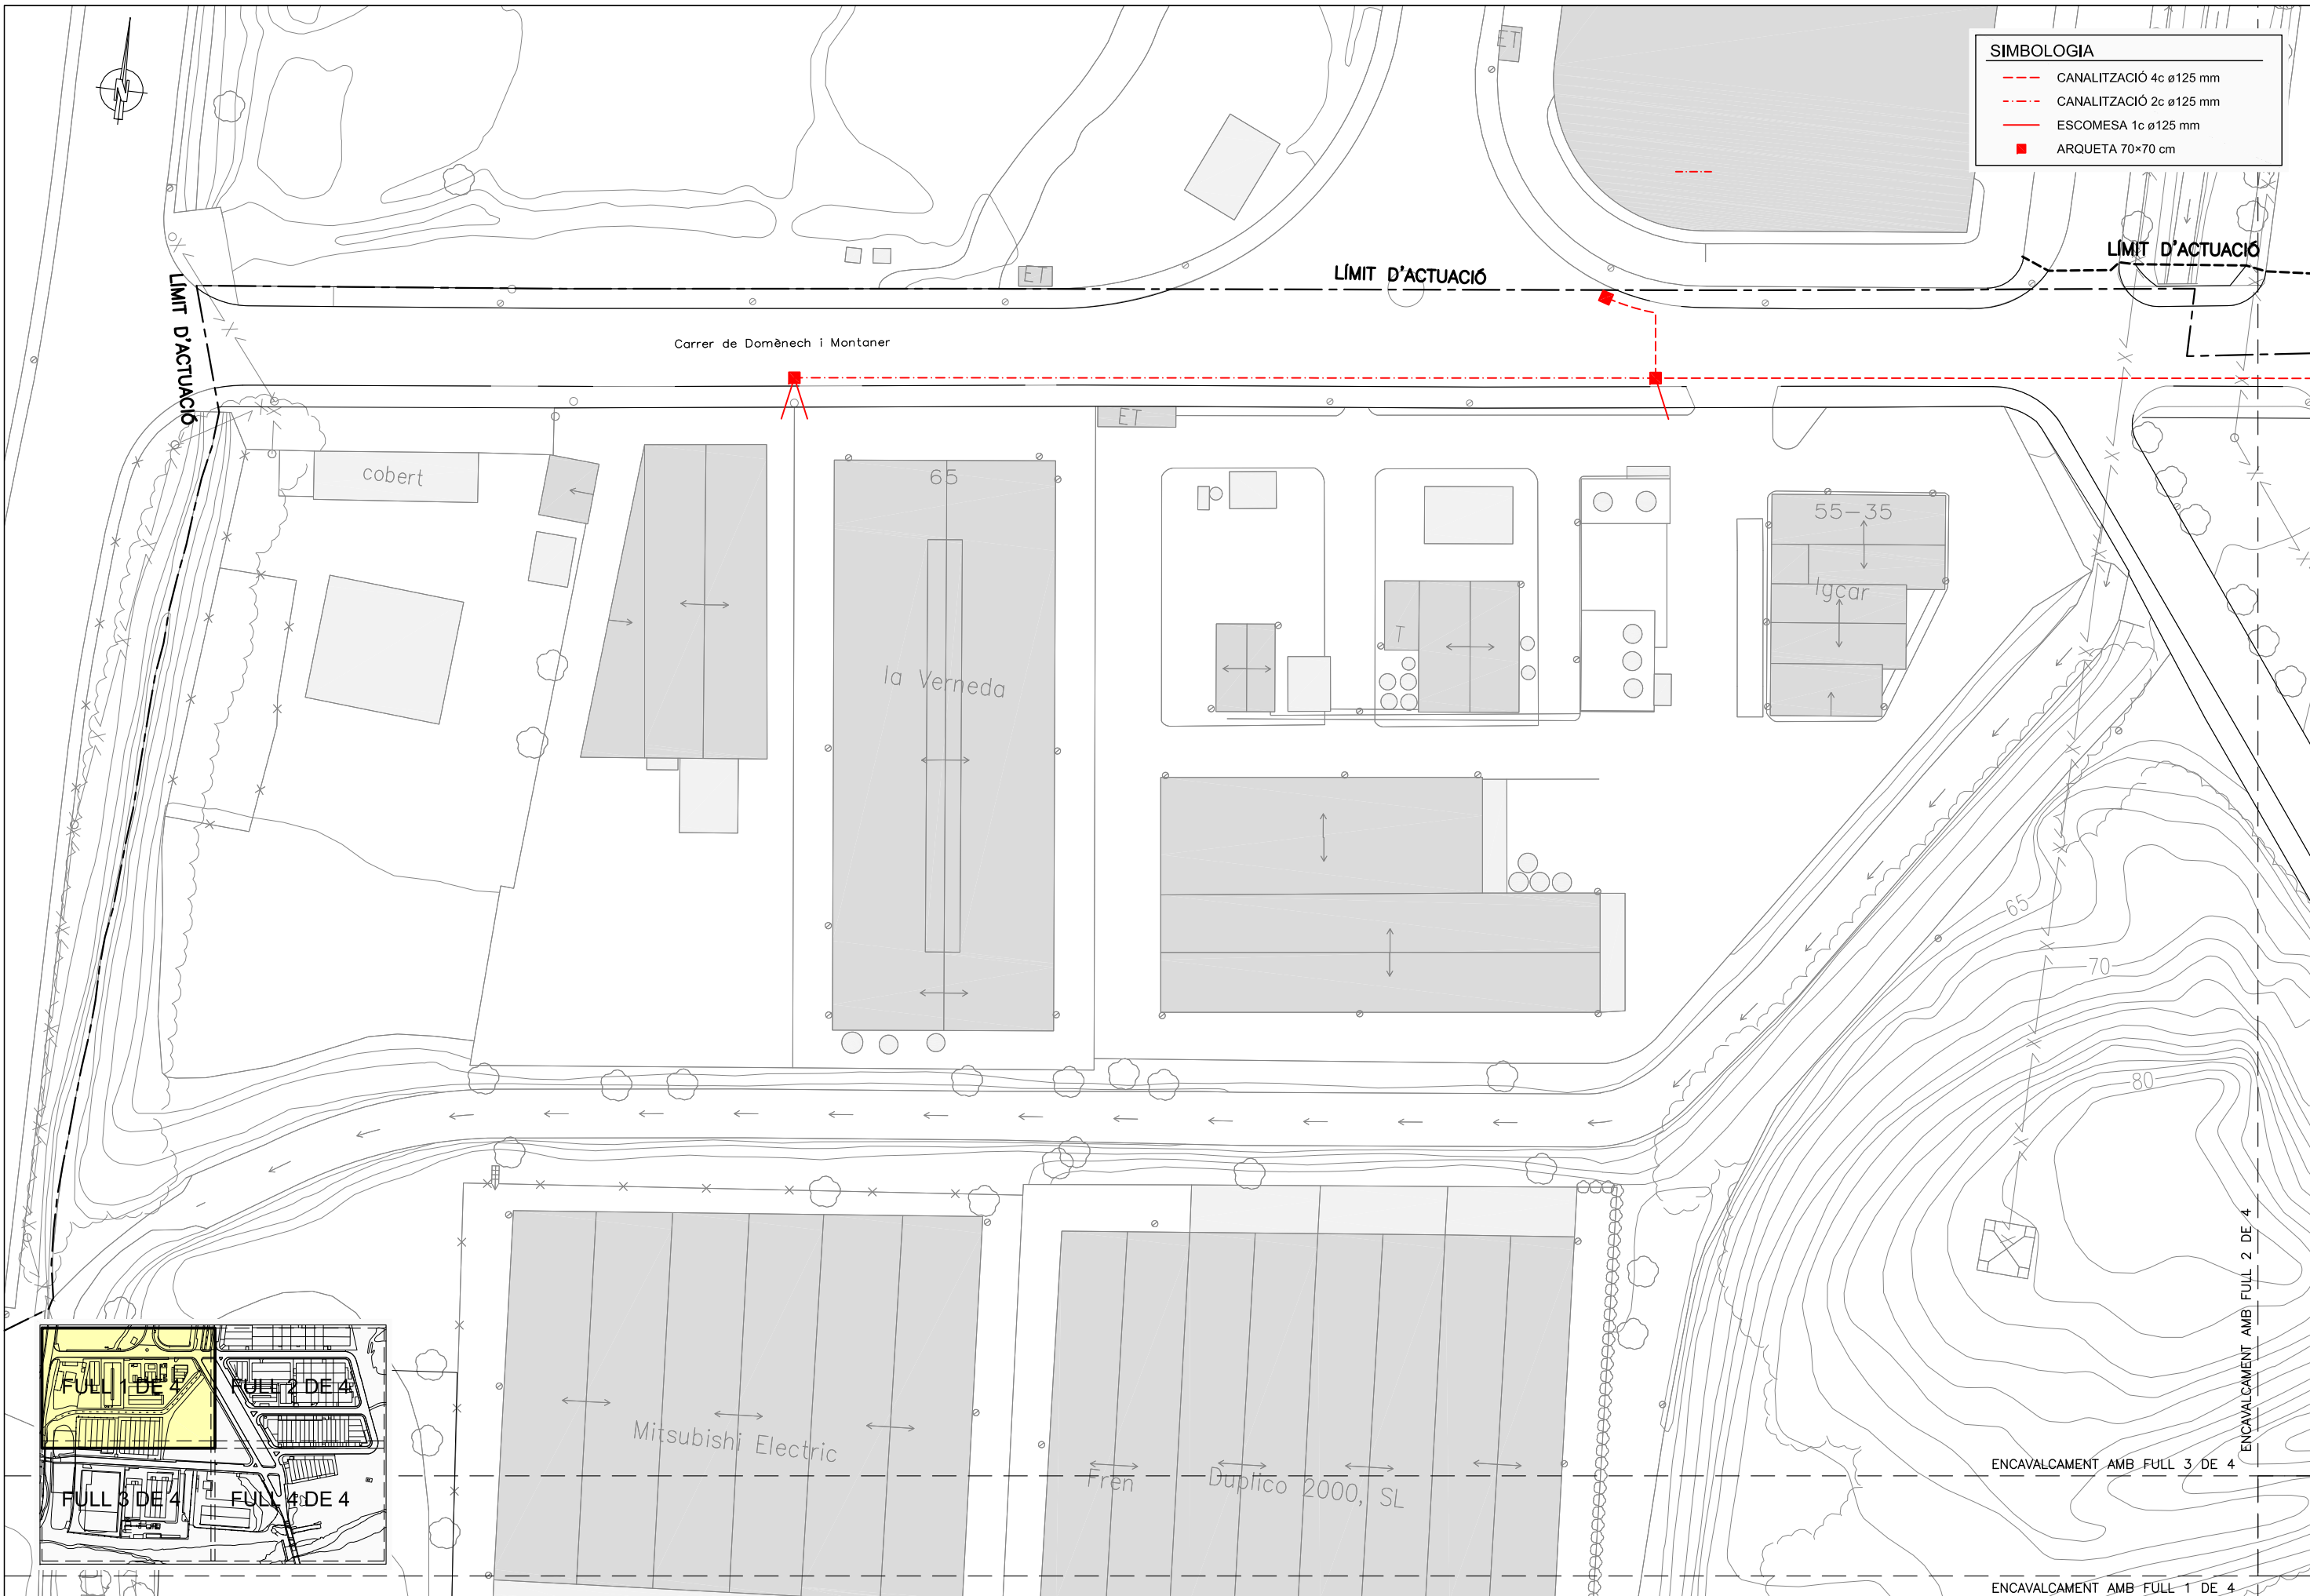 N
ET
SIMBOLOGIA
CANALITZACIÓ 4c ø125 mm
CANALITZACIÓ 2c ø125 mm
ESCOMESA 1c ø125 mm
ARQUETA 70×70 cm
LÍMIT D'ACTUACIÓ
LÍMIT D'ACTUACIÓ
LÍMIT D'ACTUACIÓ
ET
Carrer de Domènech i Montaner
ET
cobert
65
55-35
Igcar
T
la Verneda
65
70
80
ENCAVALCAMENT AMB FULL 2 DE 4
FULL 1 DE 4
FULL 2 DE 4
FULL 3 DE 4
FULL 4 DE 4
Mitsubishi Electric
Fren
Duplico 2000, SL
ENCAVALCAMENT AMB FULL 3 DE 4
ENCAVALCAMENT AMB FULL 1 DE 4